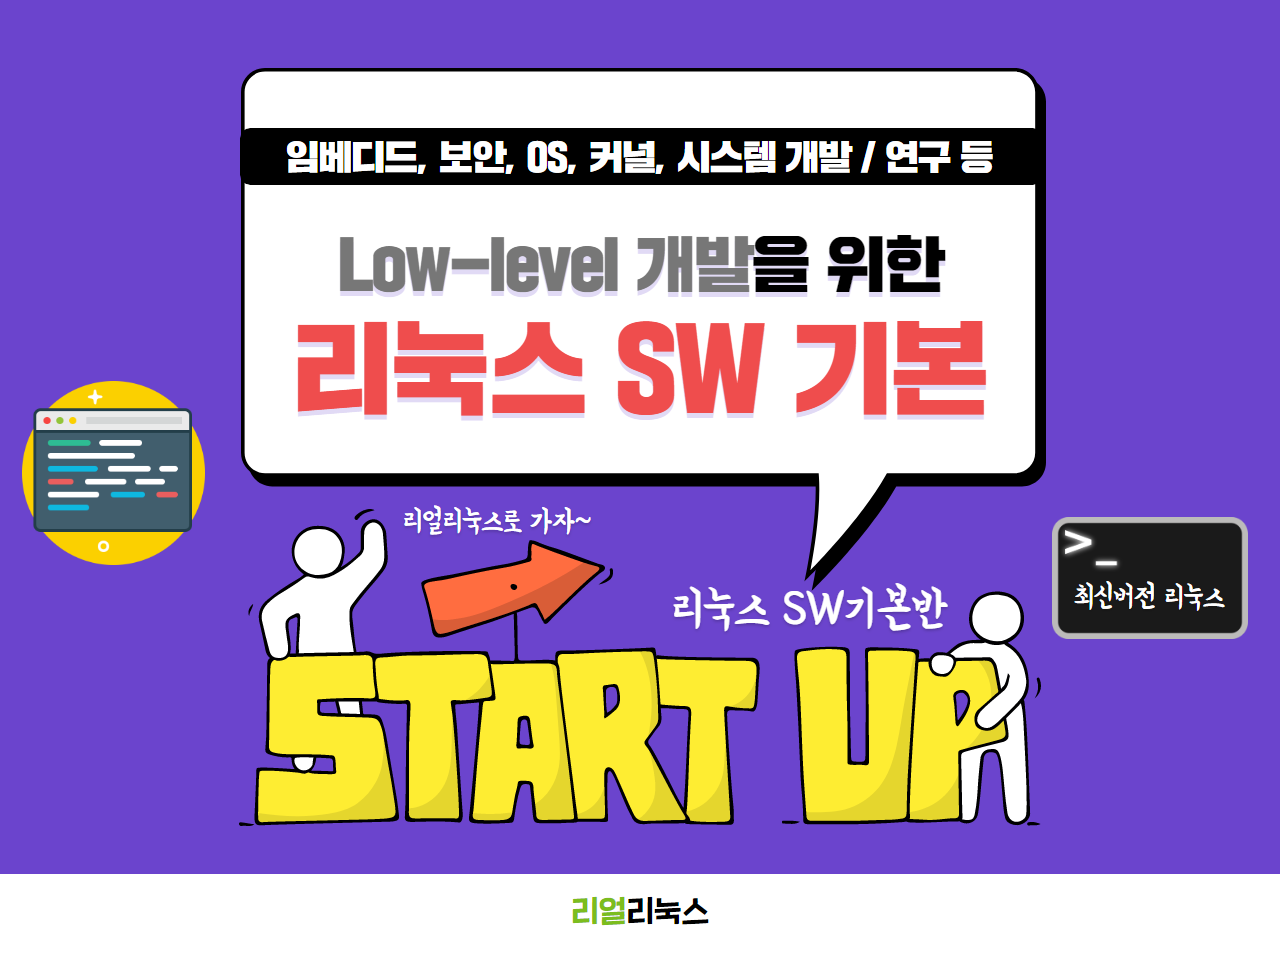 임베디드, 보안, OS, 커널, 시스템 개발 / 연구 등
Low-level 개발을 위한
리눅스 SW 기본
리얼리눅스로 가자~
리눅스 SW기본반
>_
최신버전 리눅스
START UP
리얼리눅스